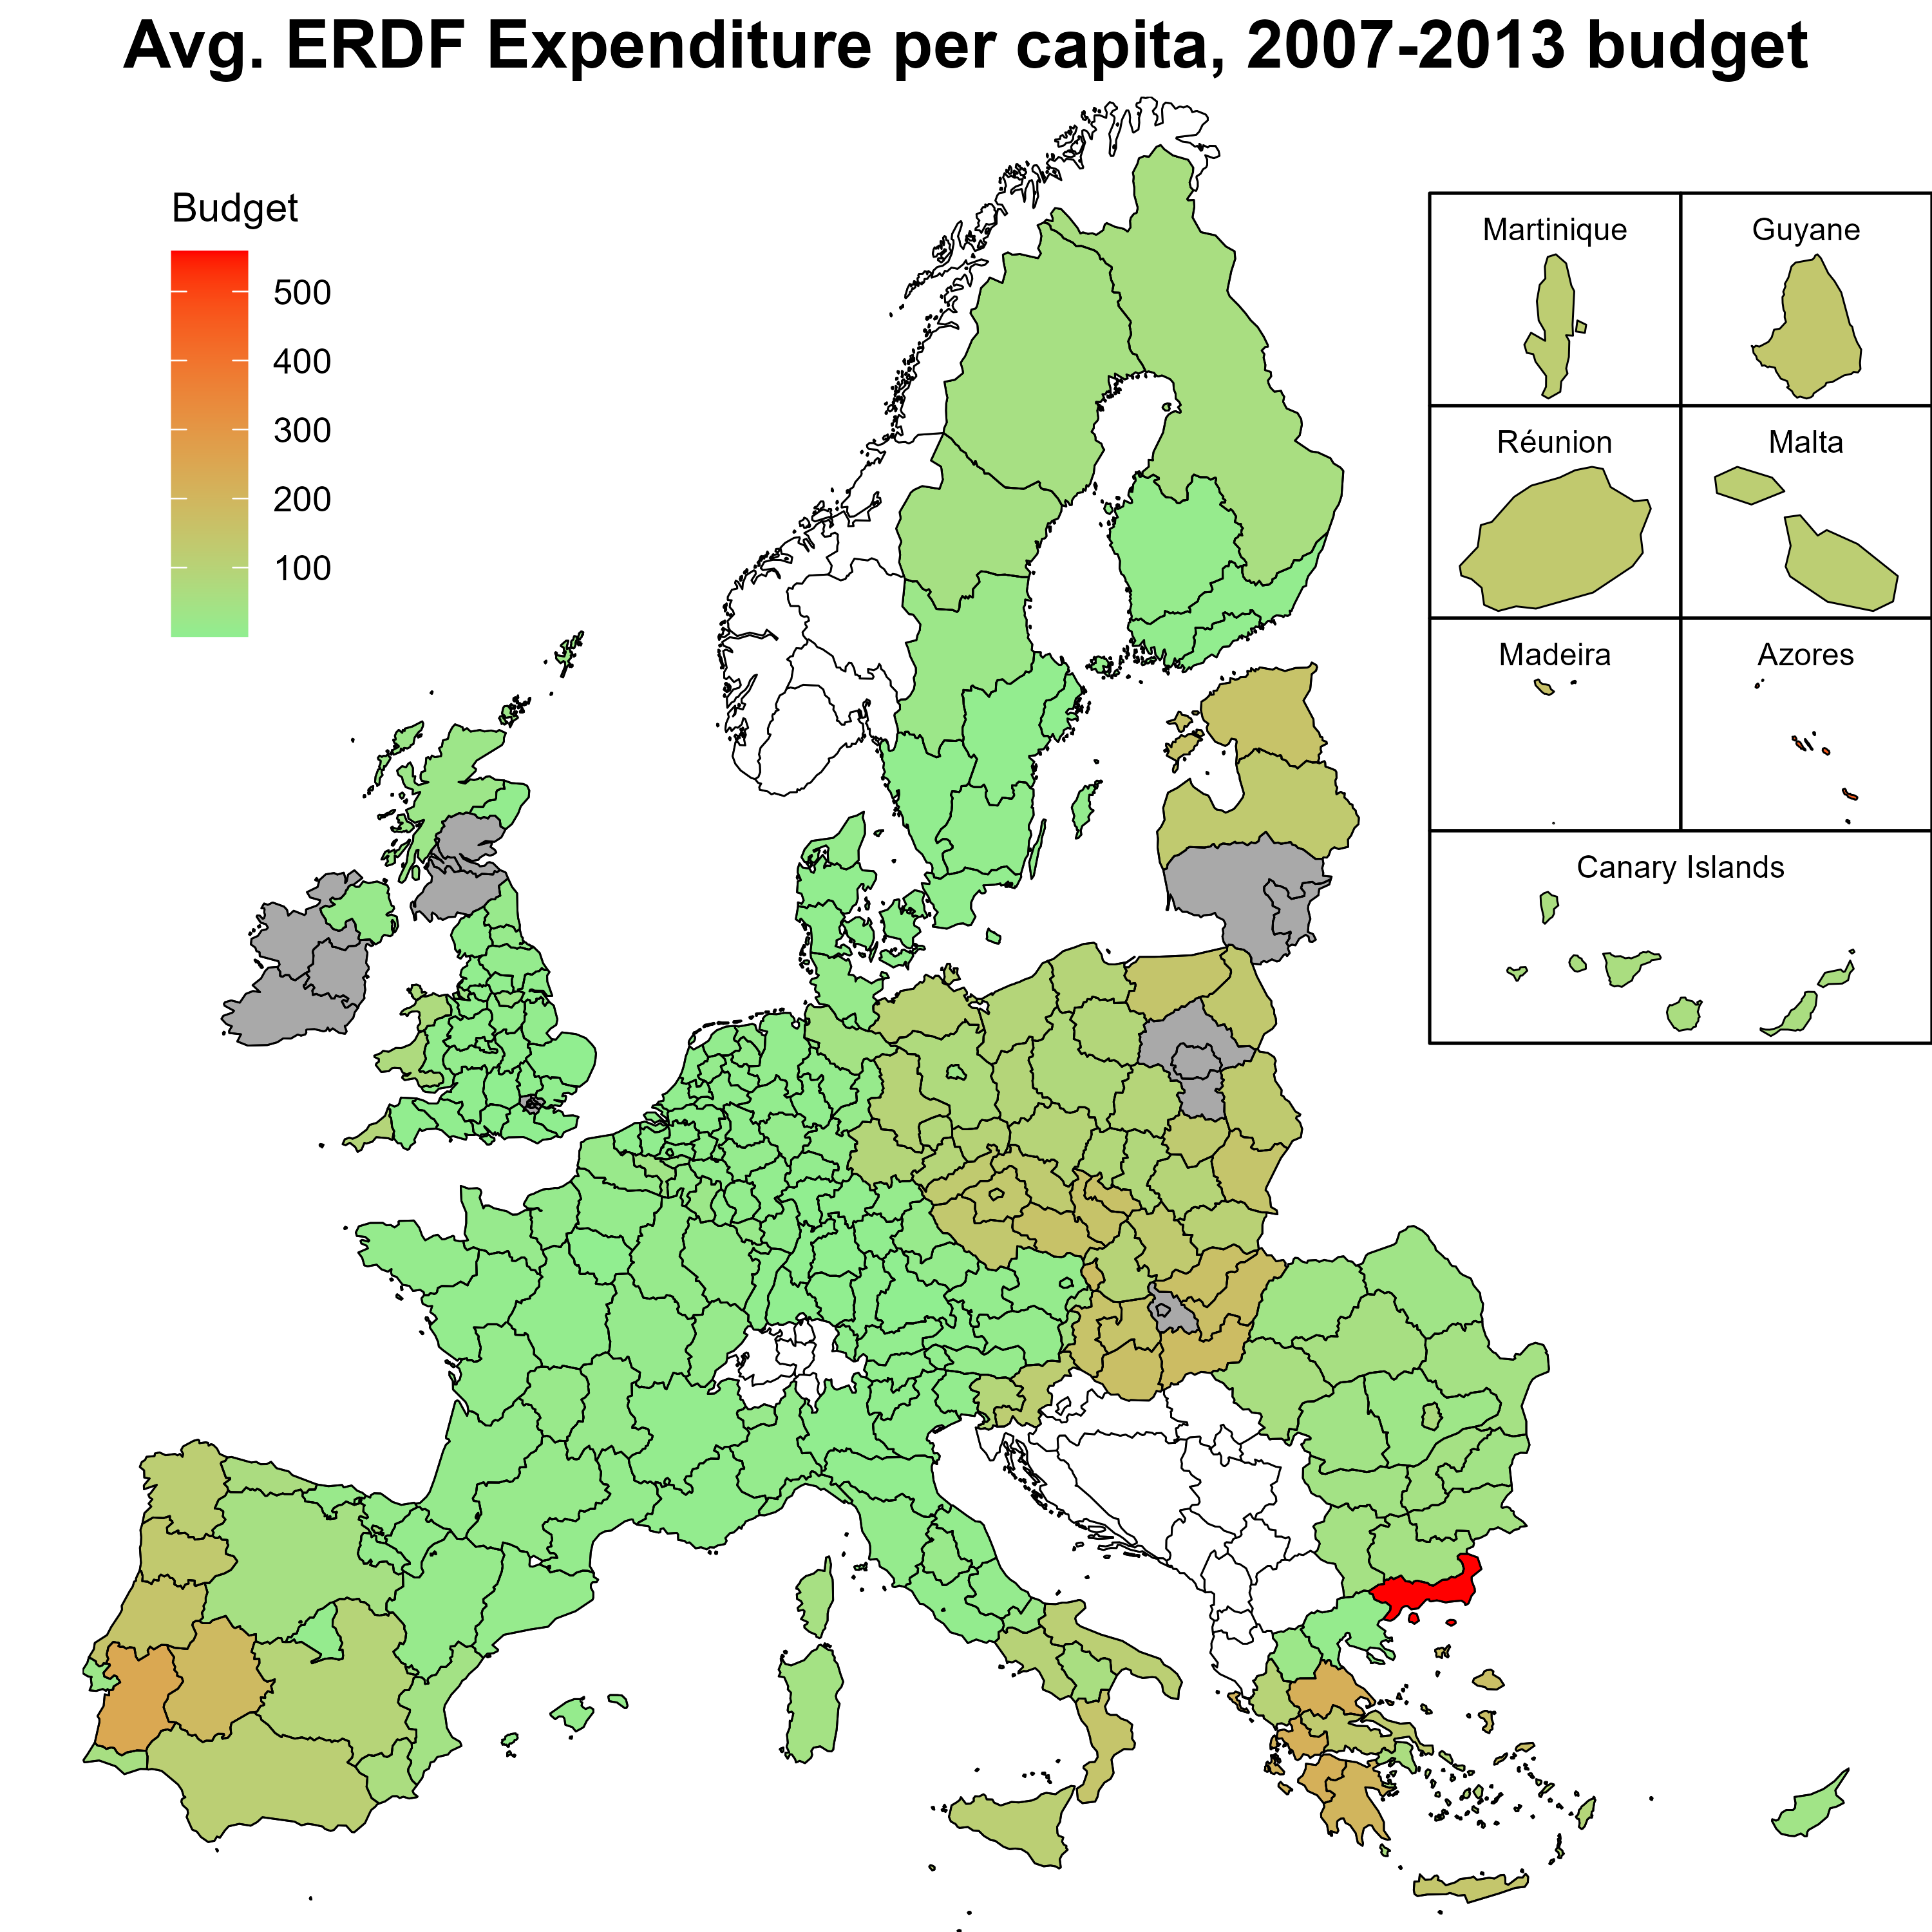 Avg. ERDF Expenditure per capita, 2007-2013 budget
Budget
500
400
300
200
100
Martinique
Guyane
Réunion
Malta
Madeira
Azores
Canary Islands